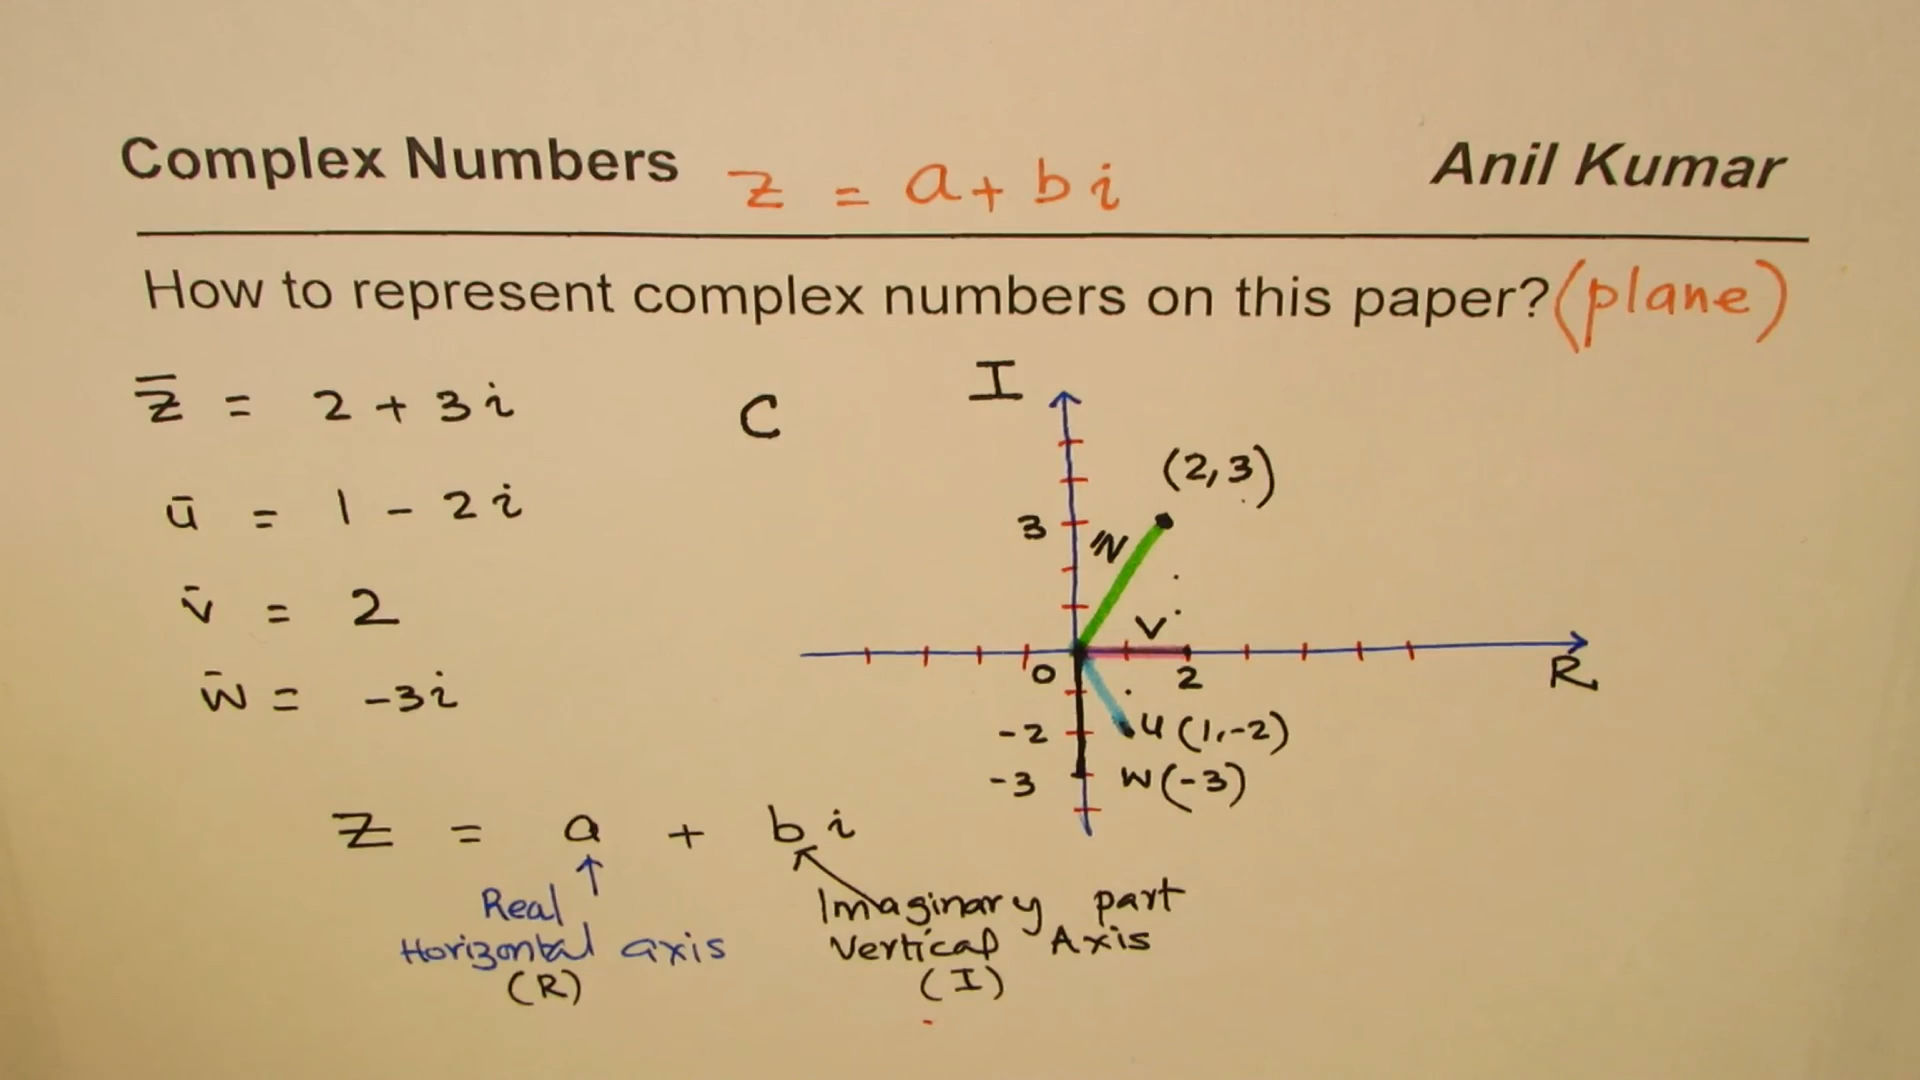 Complex Numbers z = a + bi Anil Kumar
How to represent complex numbers on this paper? (plane)
z̅ = 2 + 3i
ū = 1 - 2i
v̄ = 2
w̄ = -3i
C
I
(2,3)
3
Z
V
0
2
R
-2
U (1,-2)
-3
W(-3)
Z = a + bi
Real
Horizontal axis
(R)
Imaginary part
Vertical Axis
(I)